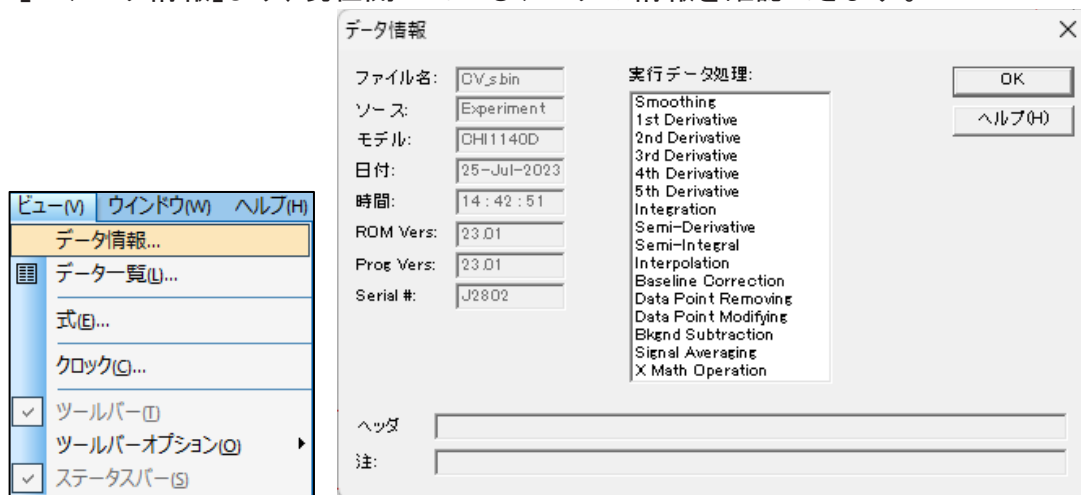 データ情報
ファイル名: CV_s.bin
ソース: Experiment
モデル: CHI1140D
日付: 25-Jul-2023
時間: 14:42:51
ROM Vers: 23.01
Prog Vers: 23.01
Serial #: J2802
実行データ処理:
Smoothing
1st Derivative
2nd Derivative
3rd Derivative
4th Derivative
5th Derivative
Integration
Semi-Derivative
Semi-Integral
Interpolation
Baseline Correction
Data Point Removing
Data Point Modifying
Bkgnd Subtraction
Signal Averaging
X Math Operation
OK
ヘルプ(H)
ヘッダ
注:
ビュー(V) ウインドウ(W) ヘルプ(H)
データ情報...
データ一覧(L)...
式(E)...
クロック(C)...
ツールバー(T)
ツールバーオプション(O)
ステータスバー(S)